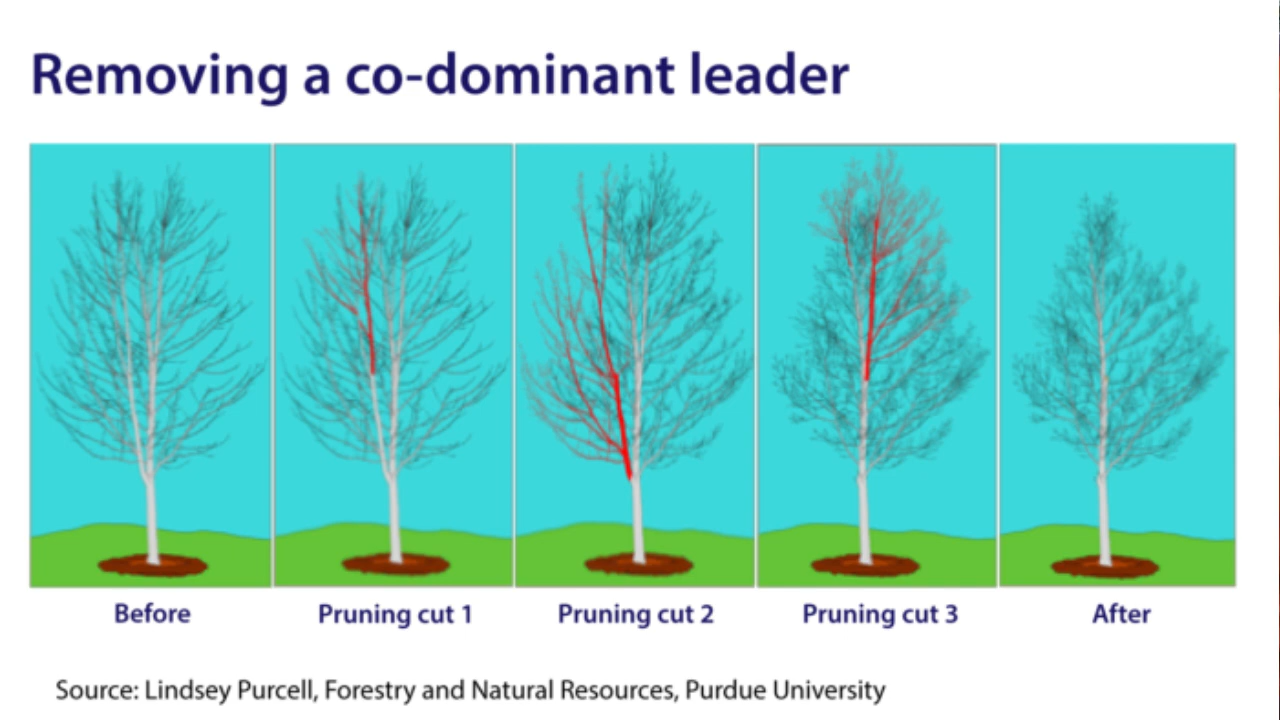 Removing a co-dominant leader
Before
Pruning cut 1
Pruning cut 2
Pruning cut 3
After
Source: Lindsey Purcell, Forestry and Natural Resources, Purdue University